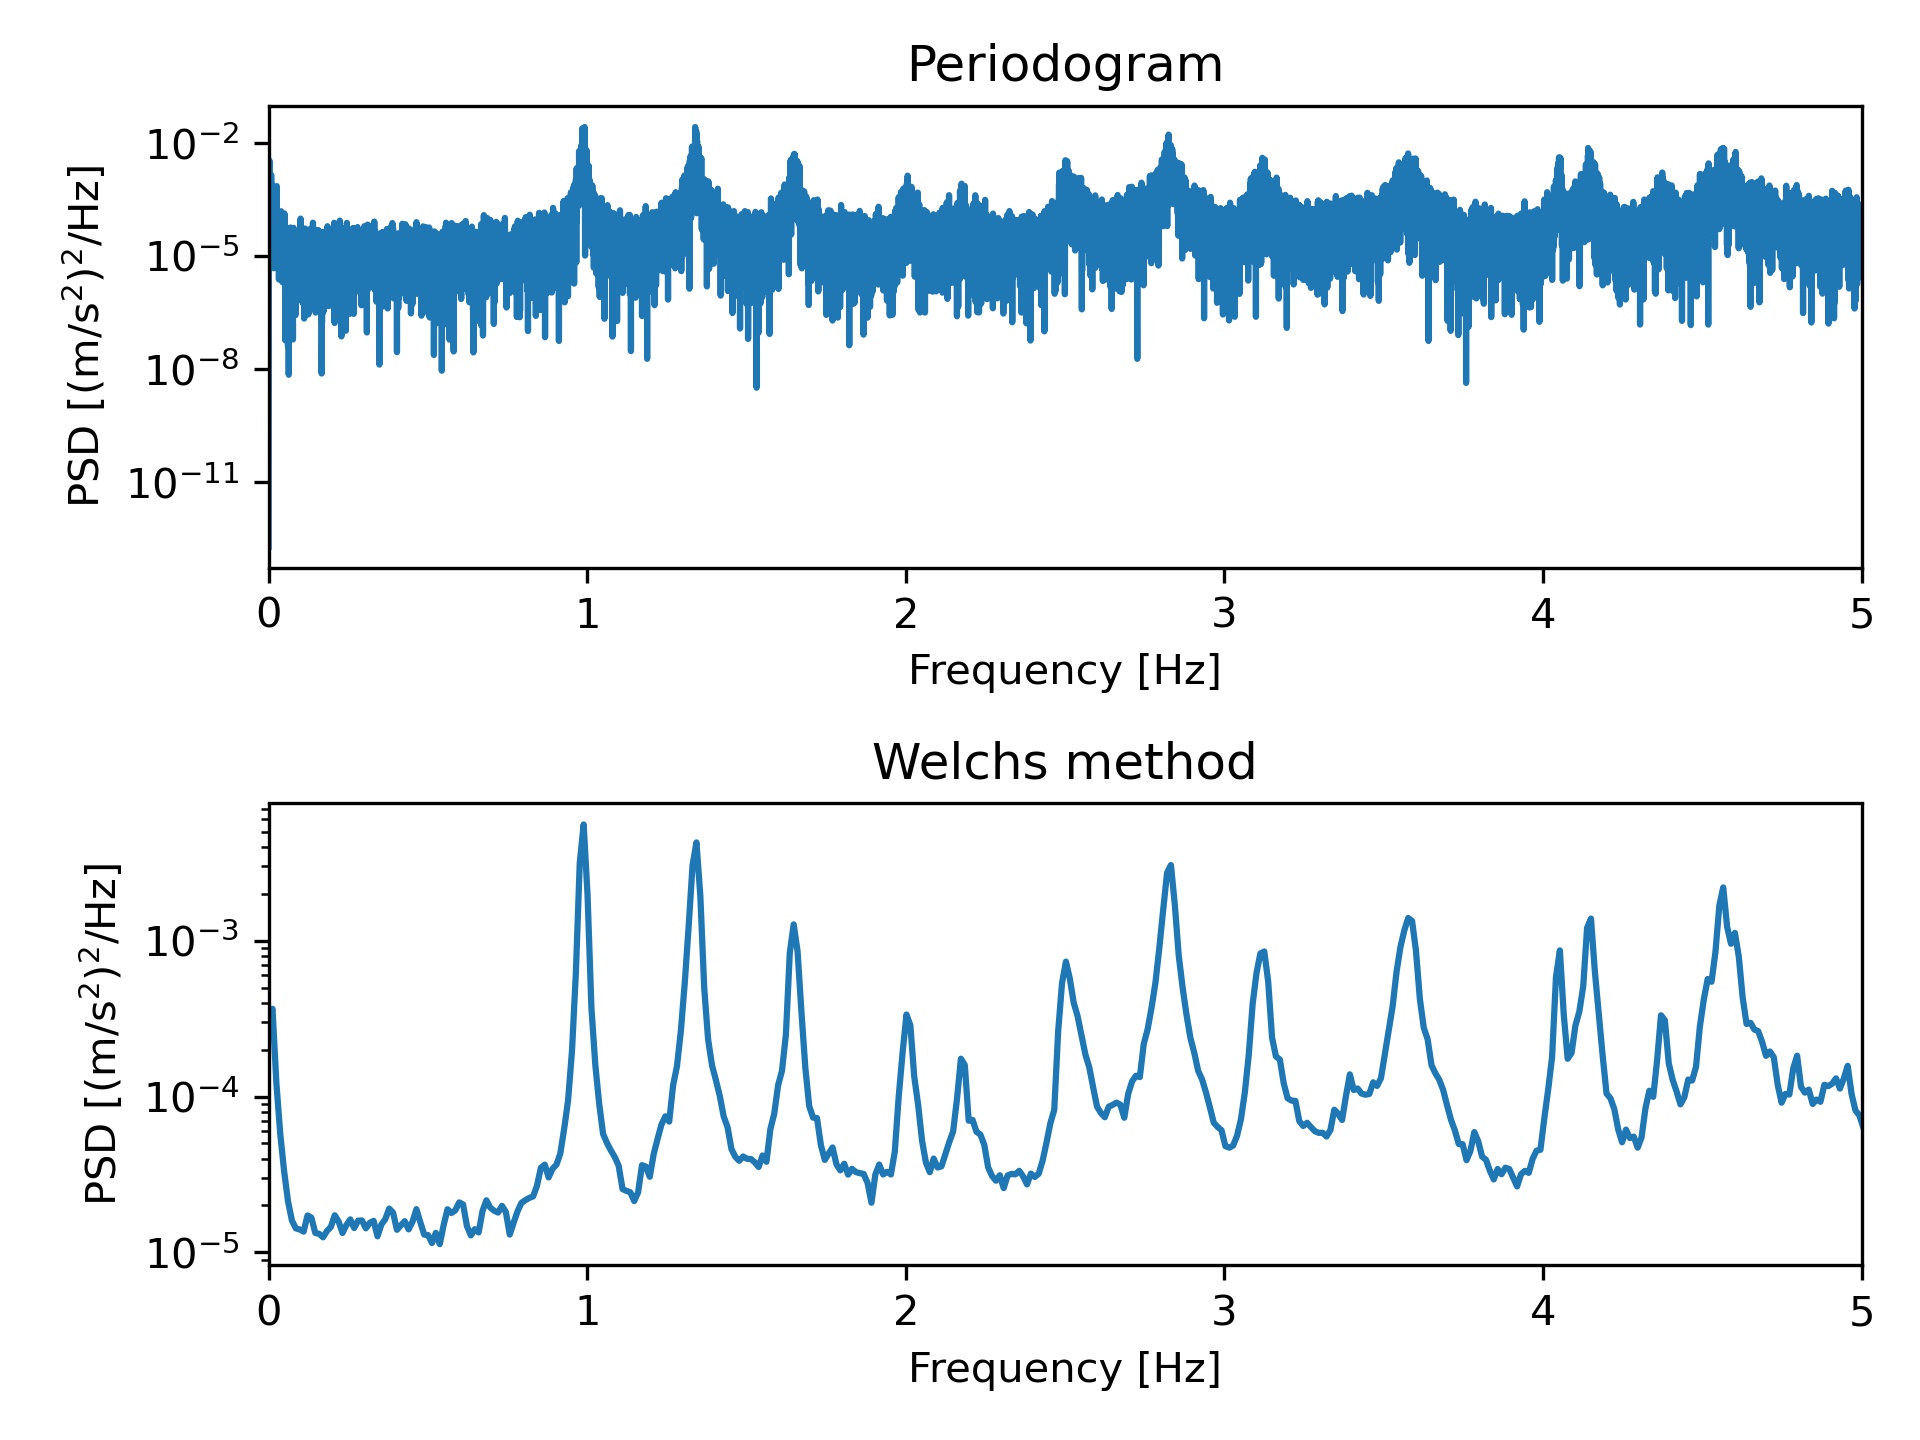 Periodogram
PSD [(m/s²)²/Hz]
10⁻²
10⁻⁵
10⁻⁸
10⁻¹¹
0 1 2 3 4 5
Frequency [Hz]
Welchs method
PSD [(m/s²)²/Hz]
10⁻³
10⁻⁴
10⁻⁵
0 1 2 3 4 5
Frequency [Hz]